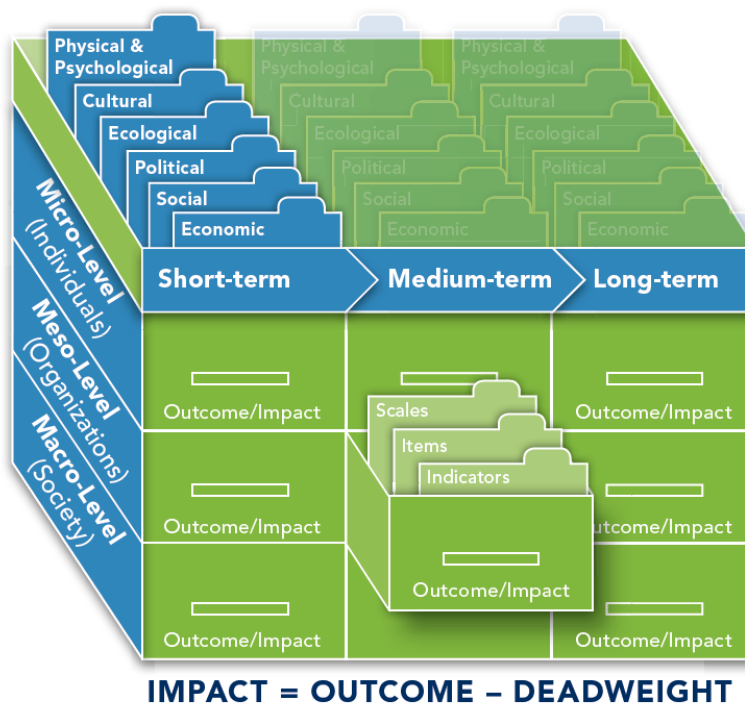 Physical &
Psychological
Cultural
Ecological
Political
Social
Economic
Physical &
Psychological
Cultural
Ecological
Political
Social
Economic
Physical &
Psychological
Cultural
Ecological
Political
Social
Economic
Micro-Level
(Individuals)
Meso-Level
(Organizations)
Macro-Level
(Society)
Short-term
Medium-term
Long-term
Outcome/Impact
Outcome/Impact
Scales
Items
Indicators
Outcome/Impact
Outcome/Impact
Outcome/Impact
Outcome/Impact
Outcome/Impact
IMPACT = OUTCOME – DEADWEIGHT